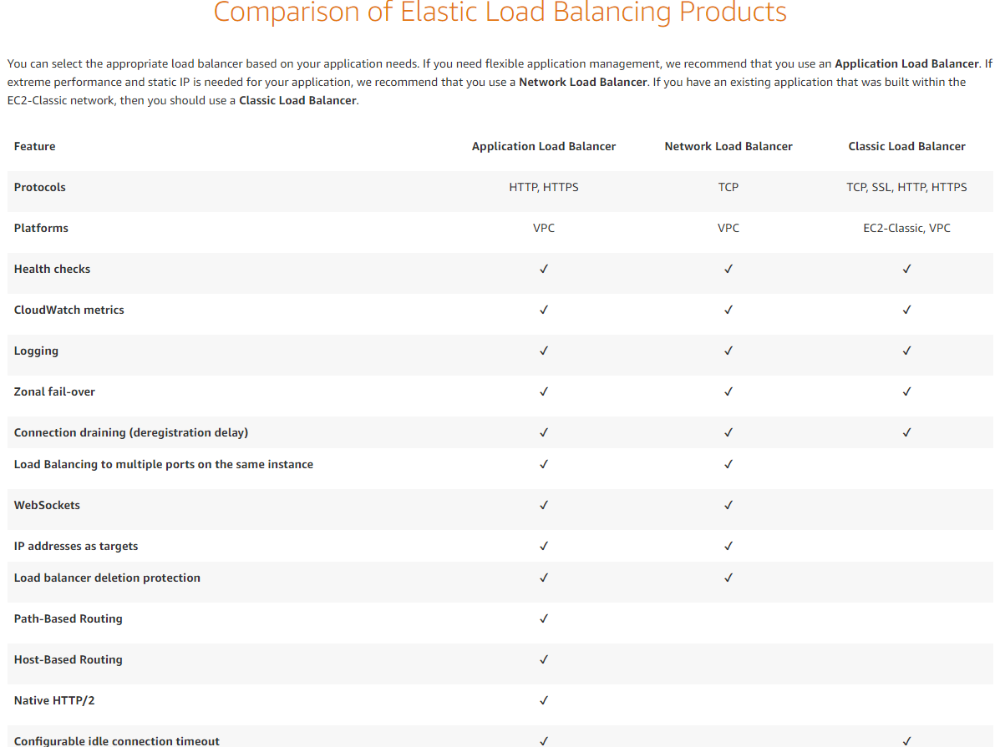 Comparison of Elastic Load Balancing Products
You can select the appropriate load balancer based on your application needs. If you need flexible application management, we recommend that you use an Application Load Balancer. If
extreme performance and static IP is needed for your application, we recommend that you use a Network Load Balancer. If you have an existing application that was built within the
EC2-Classic network, then you should use a Classic Load Balancer.
Feature Application Load Balancer Network Load Balancer Classic Load Balancer
Protocols HTTP, HTTPS TCP TCP, SSL, HTTP, HTTPS
Platforms VPC VPC EC2-Classic, VPC
Health checks ✓ ✓ ✓
CloudWatch metrics ✓ ✓ ✓
Logging ✓ ✓ ✓
Zonal fail-over ✓ ✓ ✓
Connection draining (deregistration delay) ✓ ✓ ✓
Load Balancing to multiple ports on the same instance ✓ ✓
WebSockets ✓ ✓
IP addresses as targets ✓ ✓
Load balancer deletion protection ✓ ✓
Path-Based Routing ✓
Host-Based Routing ✓
Native HTTP/2 ✓
Configurable idle connection timeout ✓ ✓